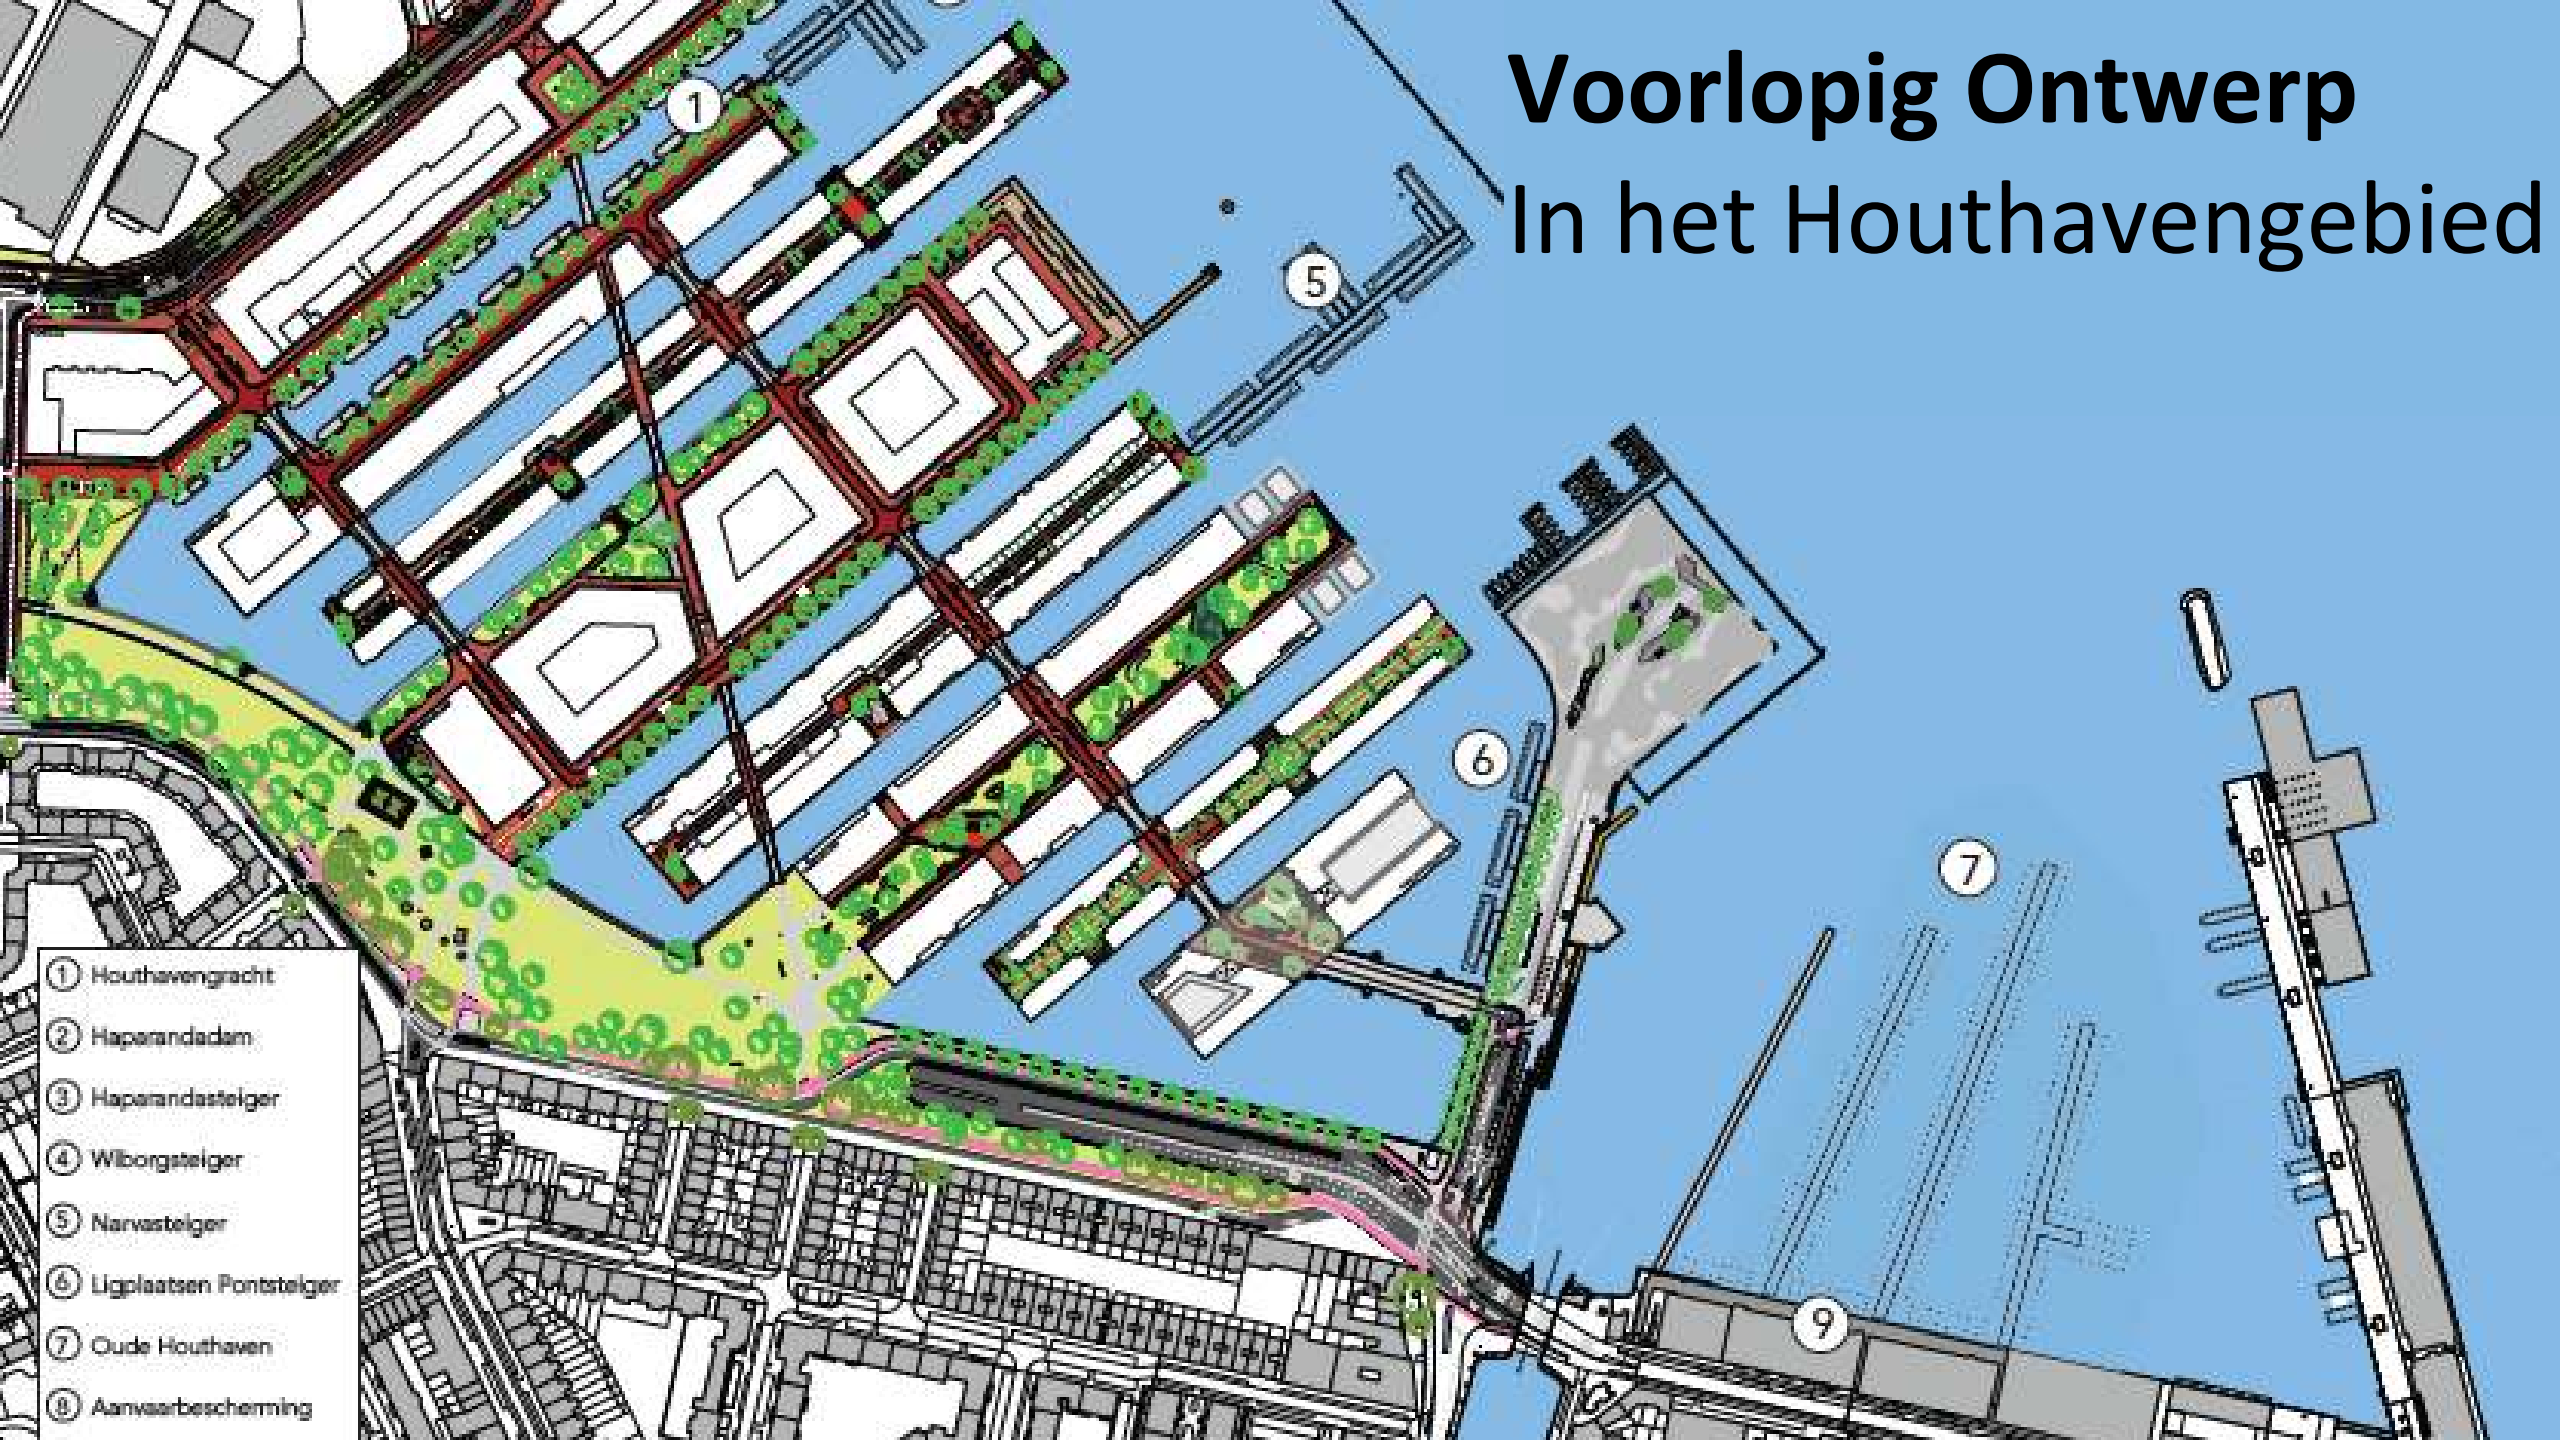 Voorlopig Ontwerp
In het Houthavengebied
1
5
6
7
9
1 Houthavengracht
2 Haparandadam
3 Haparandasteiger
4 Wiborgsteiger
5 Narvasteiger
6 Ligplaatsen Pontsteiger
7 Oude Houthaven
8 Aanvaarbescherming